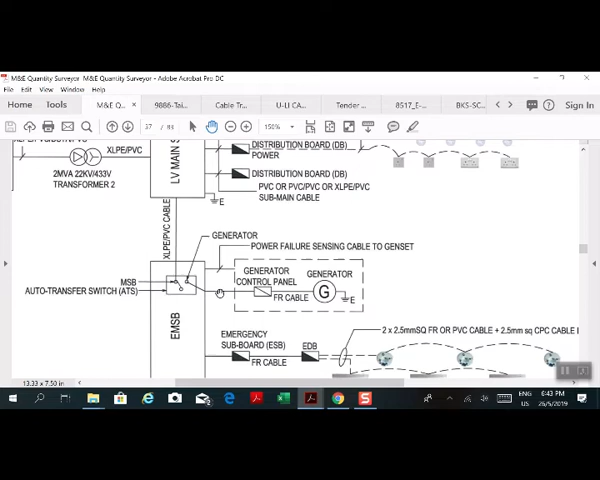 M&E Quantity Surveyor M&E Quantity Surveyor - Adobe Acrobat Pro DC
File Edit View Window Help
Home Tools M&E Q... 9886-Tai... Cable Tr... U-LI CA... Tender ... 8517_E-... BK5-SC... Sign In
37 / 84 150%
XLPE/PVC
2MVA 22KV/433V
TRANSFORMER 2
LV MAIN S
DISTRIBUTION BOARD (DB)
POWER
DISTRIBUTION BOARD (DB)
PVC OR PVC/PVC OR XLPE/PVC
SUB-MAIN CABLE
E
XLPE/PVC CABLE
GENERATOR
POWER FAILURE SENSING CABLE TO GENSET
MSB
AUTO-TRANSFER SWITCH (ATS)
GENERATOR
CONTROL PANEL
GENERATOR
G
FR CABLE
E
EMSB
EMERGENCY
SUB-BOARD (ESB)
FR CABLE
EDB
2 x 2.5mmSQ FR OR PVC CABLE + 2.5mm sq CPC CABLE I
13.33 x 7.50 in
ENG
US
6:43 PM
26/5/2019